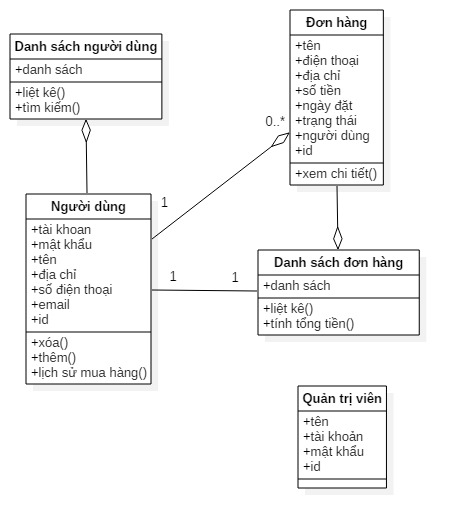 Danh sách người dùng
+danh sách
+liệt kê()
+tìm kiếm()
Đơn hàng
+tên
+điện thoại
+địa chỉ
+số tiền
+ngày đặt
+trạng thái
+người dùng
+id
+xem chi tiết()
0..*
1
Người dùng
+tài khoan
+mật khẩu
+tên
+địa chỉ
+số điện thoại
+email
+id
+xóa()
+thêm()
+lịch sử mua hàng()
1
1
Danh sách đơn hàng
+danh sách
+liệt kê()
+tính tổng tiền()
Quản trị viên
+tên
+tài khoản
+mật khẩu
+id